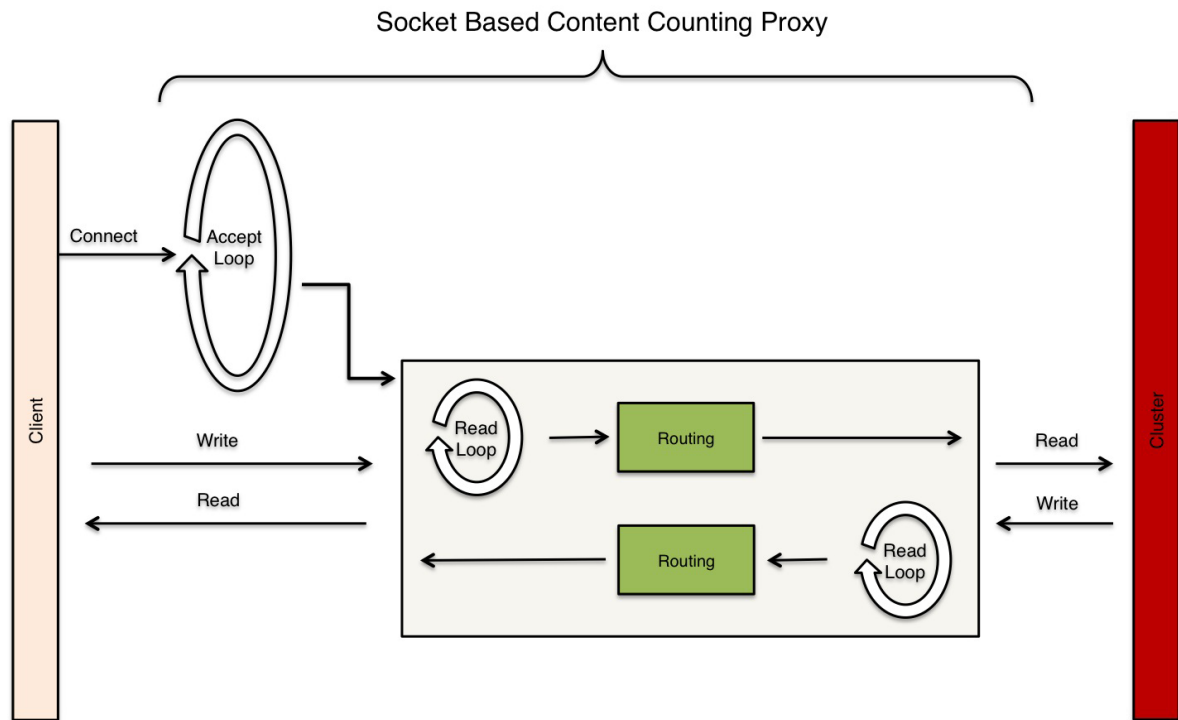 Socket Based Content Counting Proxy
Client
Connect
Accept
Loop
Write
Read
Read
Loop
Routing
Routing
Read
Loop
Read
Write
Cluster